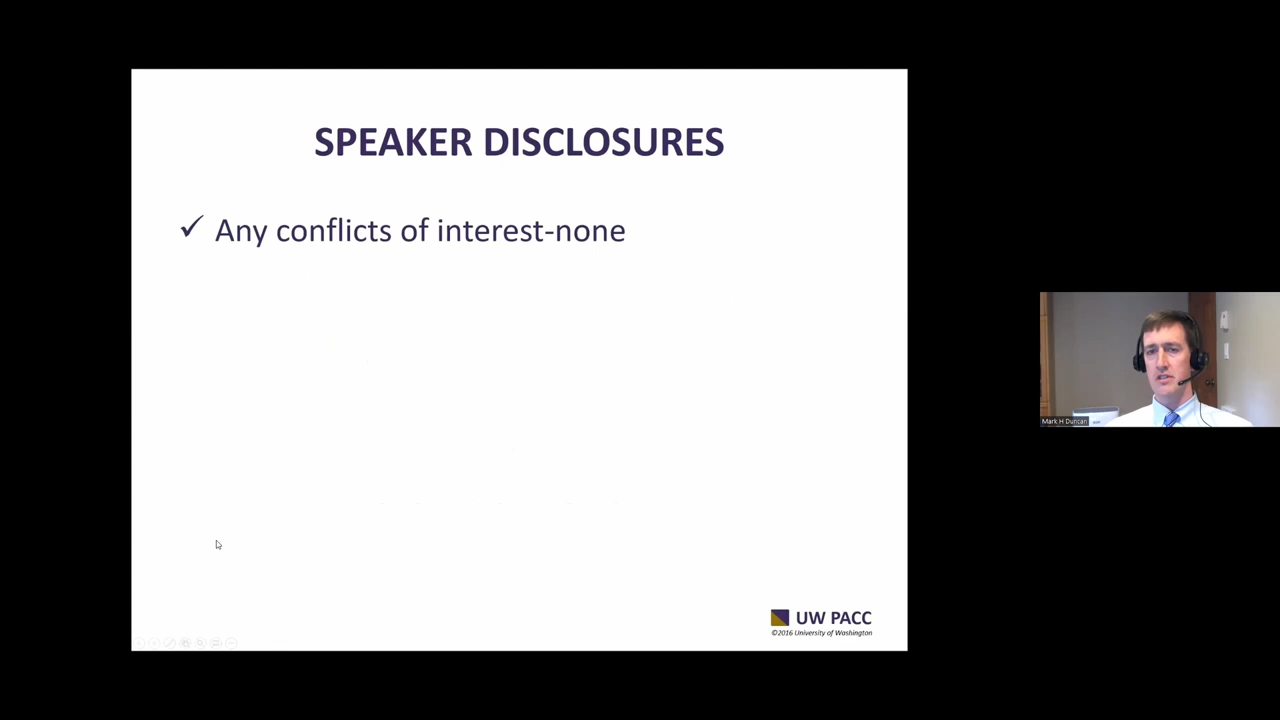 SPEAKER DISCLOSURES
✓ Any conflicts of interest-none
UW PACC
©2016 University of Washington
Mark H Duncan